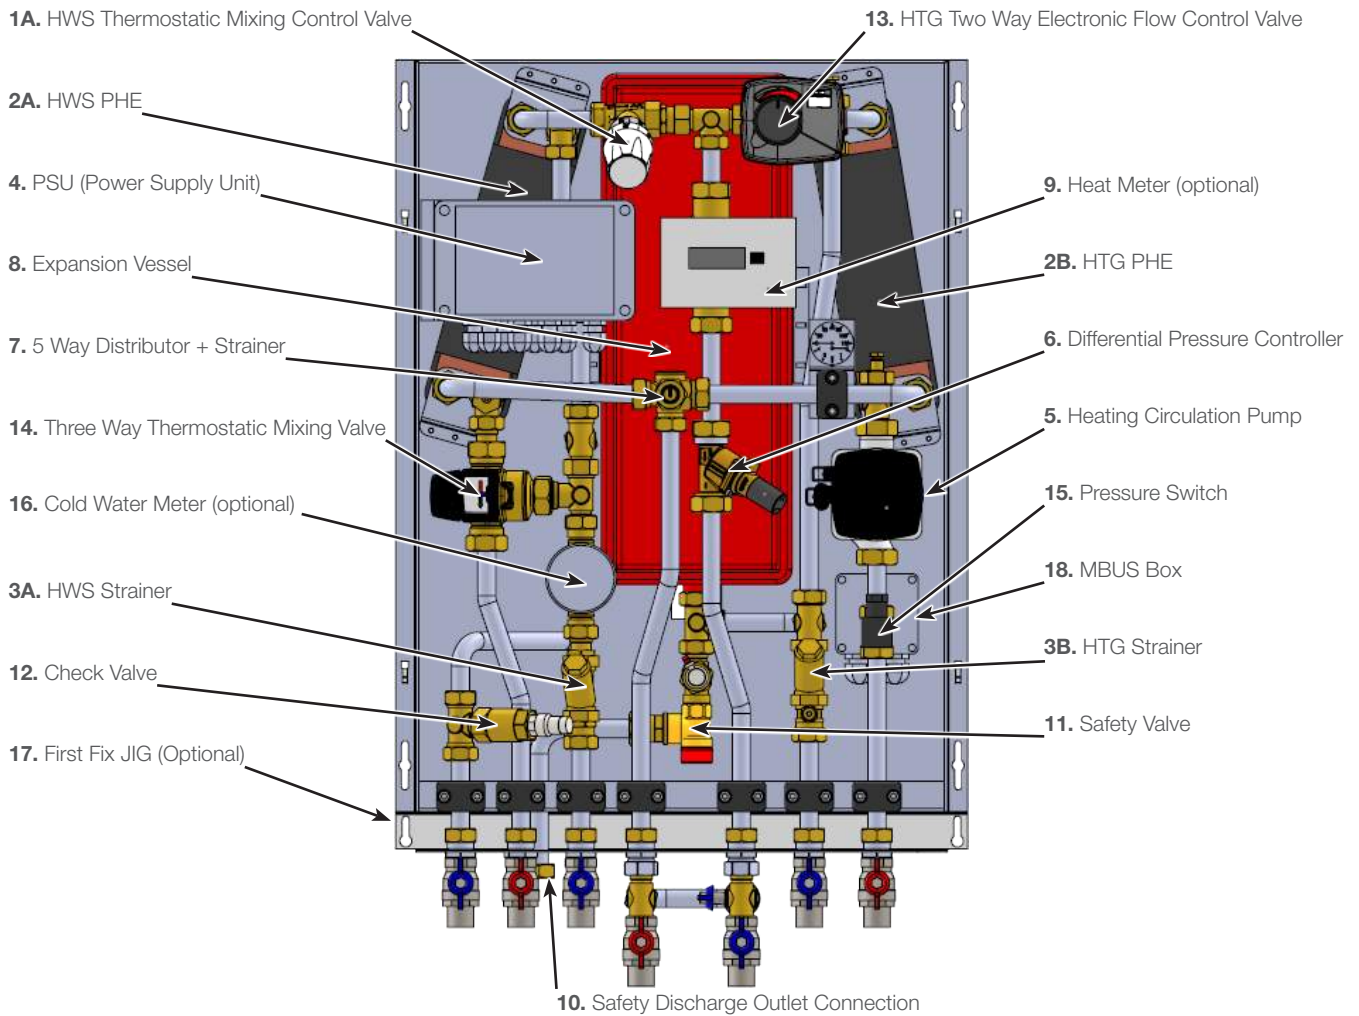 1A. HWS Thermostatic Mixing Control Valve
13. HTG Two Way Electronic Flow Control Valve
2A. HWS PHE
4. PSU (Power Supply Unit)
9. Heat Meter (optional)
8. Expansion Vessel
2B. HTG PHE
7. 5 Way Distributor + Strainer
6. Differential Pressure Controller
14. Three Way Thermostatic Mixing Valve
5. Heating Circulation Pump
16. Cold Water Meter (optional)
15. Pressure Switch
3A. HWS Strainer
18. MBUS Box
12. Check Valve
3B. HTG Strainer
17. First Fix JIG (Optional)
11. Safety Valve
10. Safety Discharge Outlet Connection